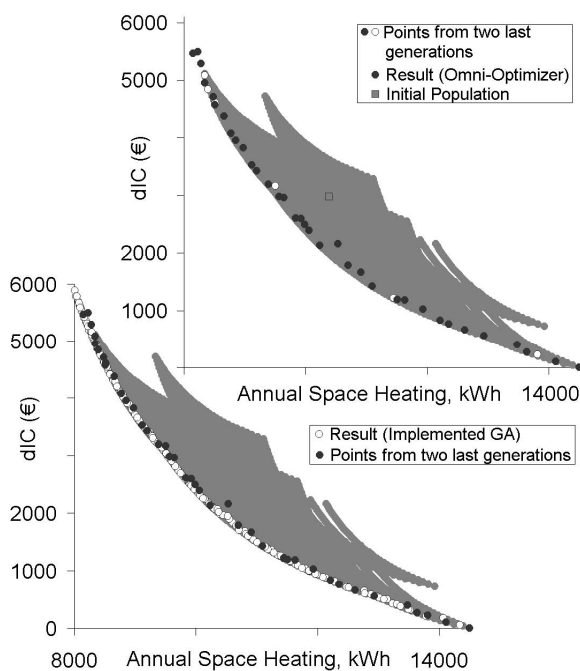 6000
5000
2000
1000
dIC (€)
Points from two last
generations
Result (Omni-Optimizer)
Initial Population
Annual Space Heating, kWh
14000
6000
5000
2000
1000
0
dIC (€)
Result (Implemented GA)
Points from two last generations
8000
Annual Space Heating, kWh
14000